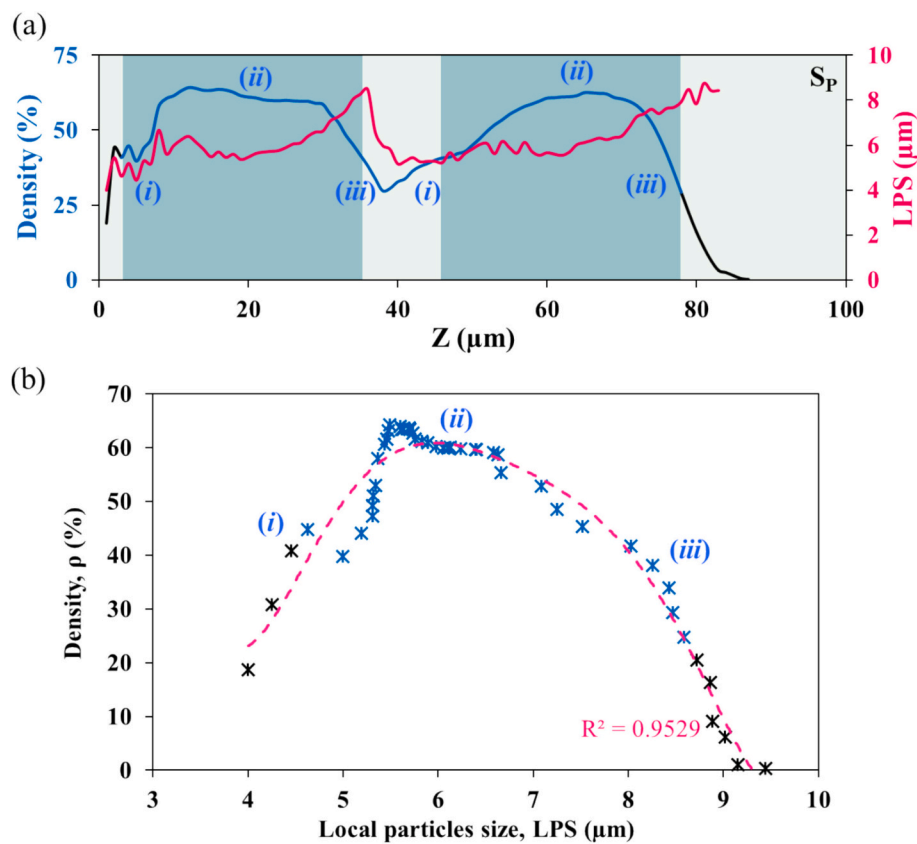 (a)
75
50
25
0
Density (%)
(i)
(ii)
(iii)
(i)
(ii)
(iii)
S_P
10
8
6
4
2
0
LPS (µm)
0 20 40 60 80 100
Z (µm)
(b)
70
60
50
40
30
20
10
0
Density, ρ (%)
(i)
(ii)
(iii)
R² = 0.9529
3 4 5 6 7 8 9 10
Local particles size, LPS (µm)